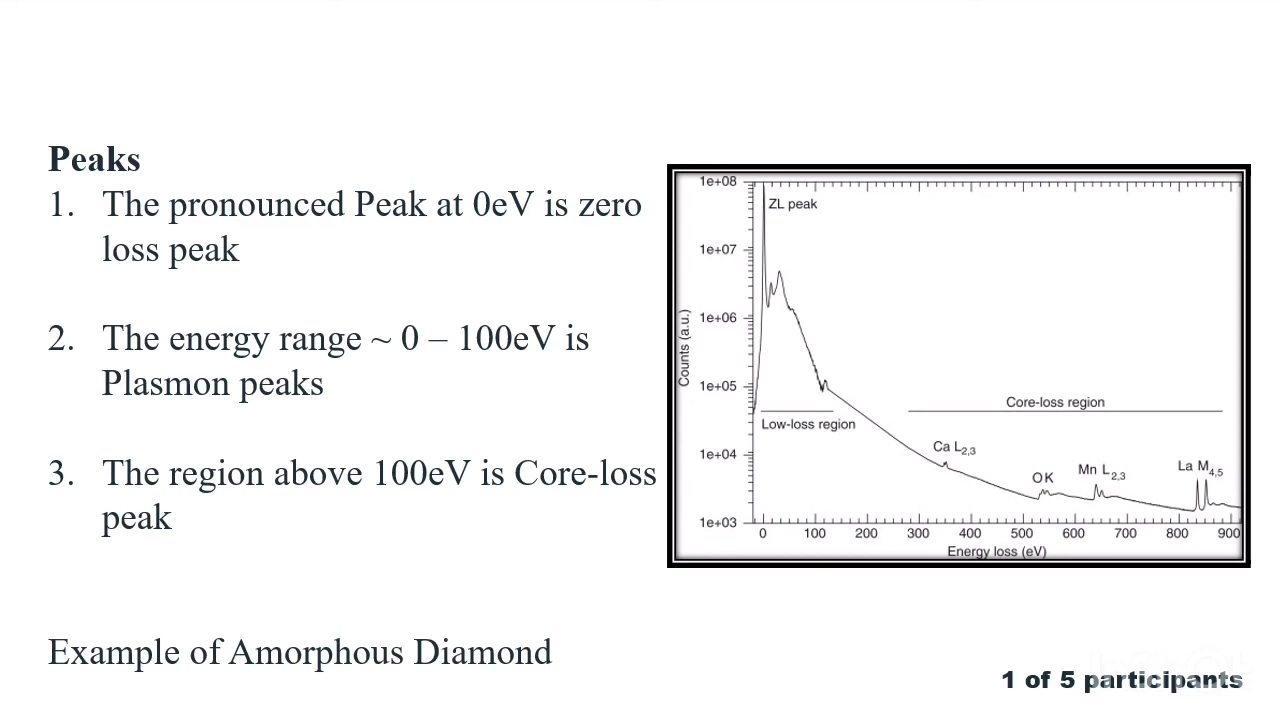 Peaks
1. The pronounced Peak at 0eV is zero
loss peak
2. The energy range ~ 0 – 100eV is
Plasmon peaks
3. The region above 100eV is Core-loss
peak
Example of Amorphous Diamond
1e+08
ZL peak
1e+07
1e+06
Counts (a.u.)
1e+05
Core-loss region
Low-loss region
1e+04
Ca L2,3
OK
Mn L2,3
La M4,5
1e+03
0 100 200 300 400 500 600 700 800 900
Energy loss (eV)
1 of 5 participants